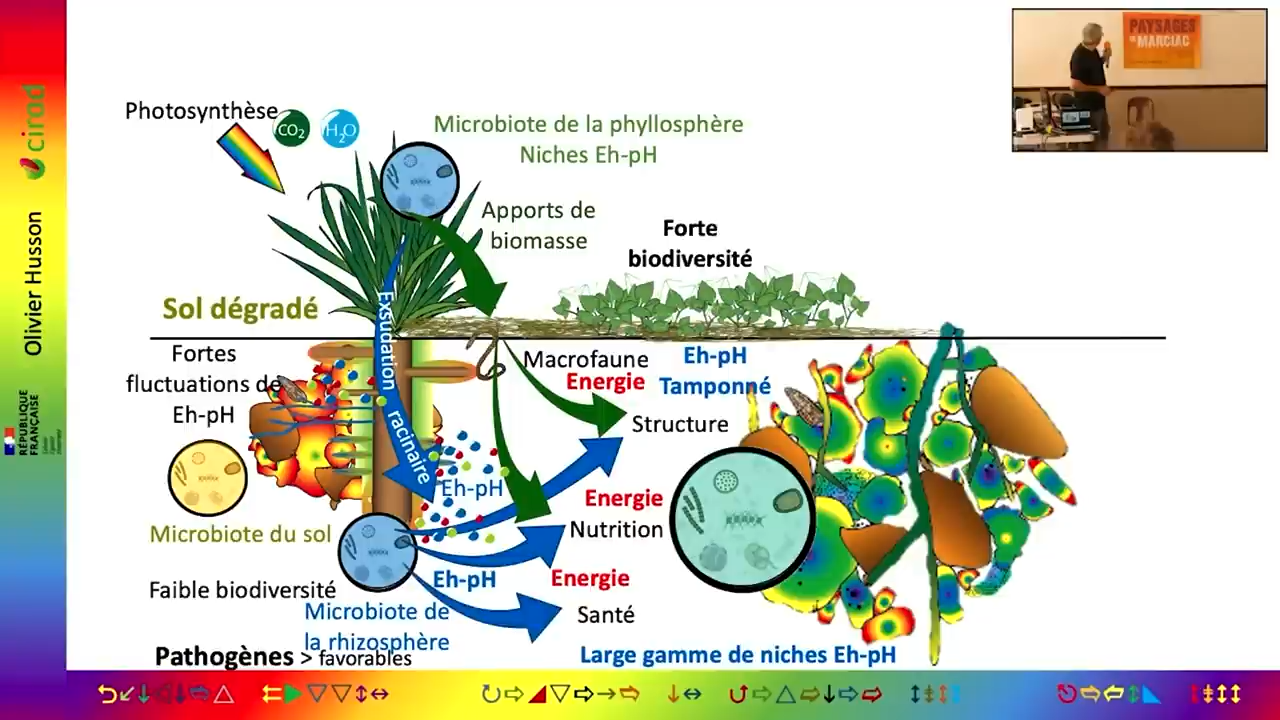 PAYSAGES
IN MARCIAC
cirad
Olivier Husson
RÉPUBLIQUE
FRANÇAISE
Photosynthèse
CO2
H2O
Microbiote de la phyllosphère
Niches Eh-pH
Apports de
biomasse
Forte
biodiversité
Sol dégradé
Exsudation racinaire
Fortes
fluctuations de
Eh-pH
Macrofaune
Energie
Eh-pH
Tamponné
Structure
Eh-pH
Energie
Nutrition
Microbiote du sol
Eh-pH
Energie
Faible biodiversité
Santé
Microbiote de
la rhizosphère
Pathogènes > favorables
Large gamme de niches Eh-pH